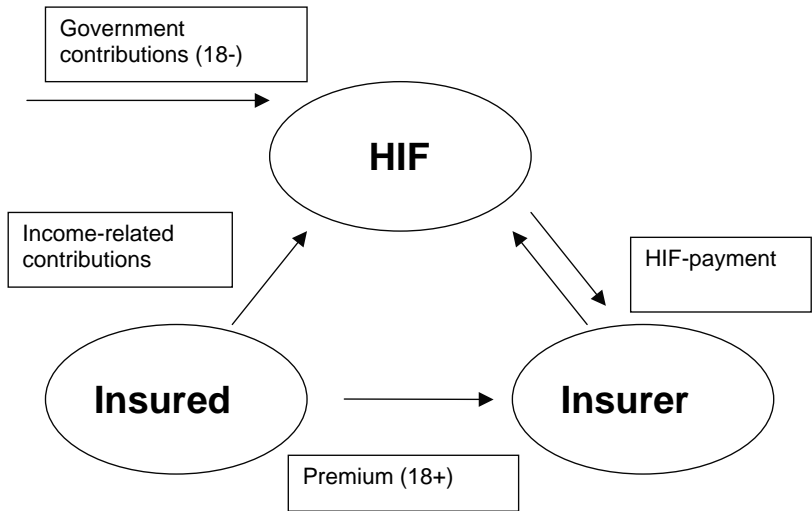 Government
contributions (18-)
HIF
Income-related
contributions
HIF-payment
Insured
Insurer
Premium (18+)